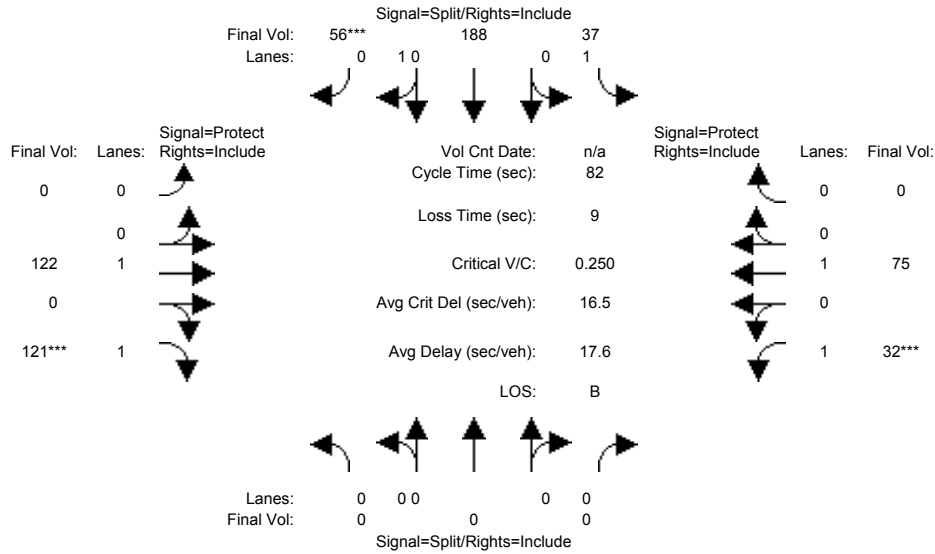 Signal=Split/Rights=Include
Final Vol: 56*** 188 37
Lanes: 0 1 0 0 1
Signal=Protect Signal=Protect
Final Vol: Lanes: Rights=Include Vol Cnt Date: n/a Rights=Include Lanes: Final Vol:
Cycle Time (sec): 82
0 0 0 0
Loss Time (sec): 9
0 0
122 1 Critical V/C: 0.250 1 75
0 Avg Crit Del (sec/veh): 16.5 0
121*** 1 Avg Delay (sec/veh): 17.6 1 32***
LOS: B
Lanes: 0 0 0 0 0
Final Vol: 0 0 0
Signal=Split/Rights=Include